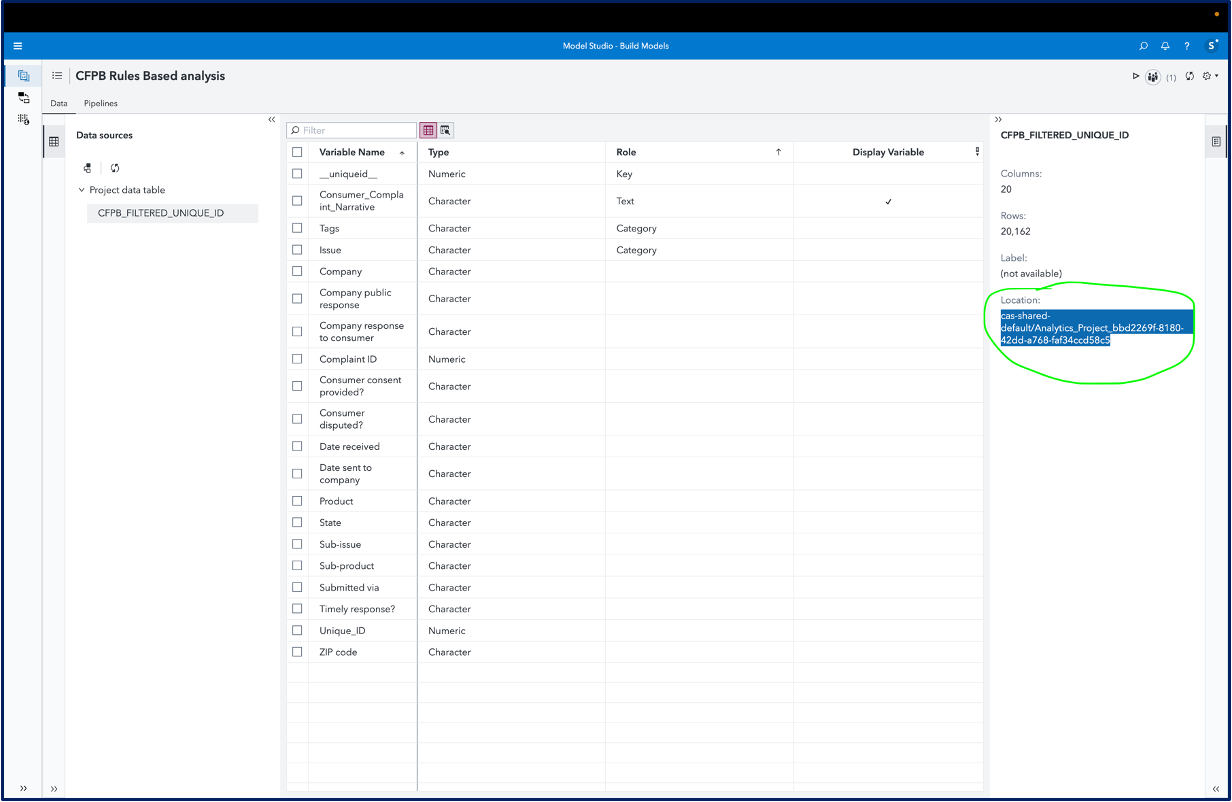 Model Studio - Build Models
?
S
CFPB Rules Based analysis
(1)
Data
Pipelines
Data sources
Project data table
CFPB_FILTERED_UNIQUE_ID
Filter
Variable Name Type Role Display Variable
__uniqueid__ Numeric Key
Consumer_Compla
int_Narrative Character Text
Tags Character Category
Issue Character Category
Company Character
Company public
response Character
Company response
to consumer Character
Complaint ID Numeric
Consumer consent
provided? Character
Consumer
disputed? Character
Date received Character
Date sent to
company Character
Product Character
State Character
Sub-issue Character
Sub-product Character
Submitted via Character
Timely response? Character
Unique_ID Numeric
ZIP code Character
CFPB_FILTERED_UNIQUE_ID
Columns:
20
Rows:
20,162
Label:
(not available)
Location:
cas-shared-
default/Analytics_Project_bbd2269f-8180-
42dd-a768-faf34ccd58c5